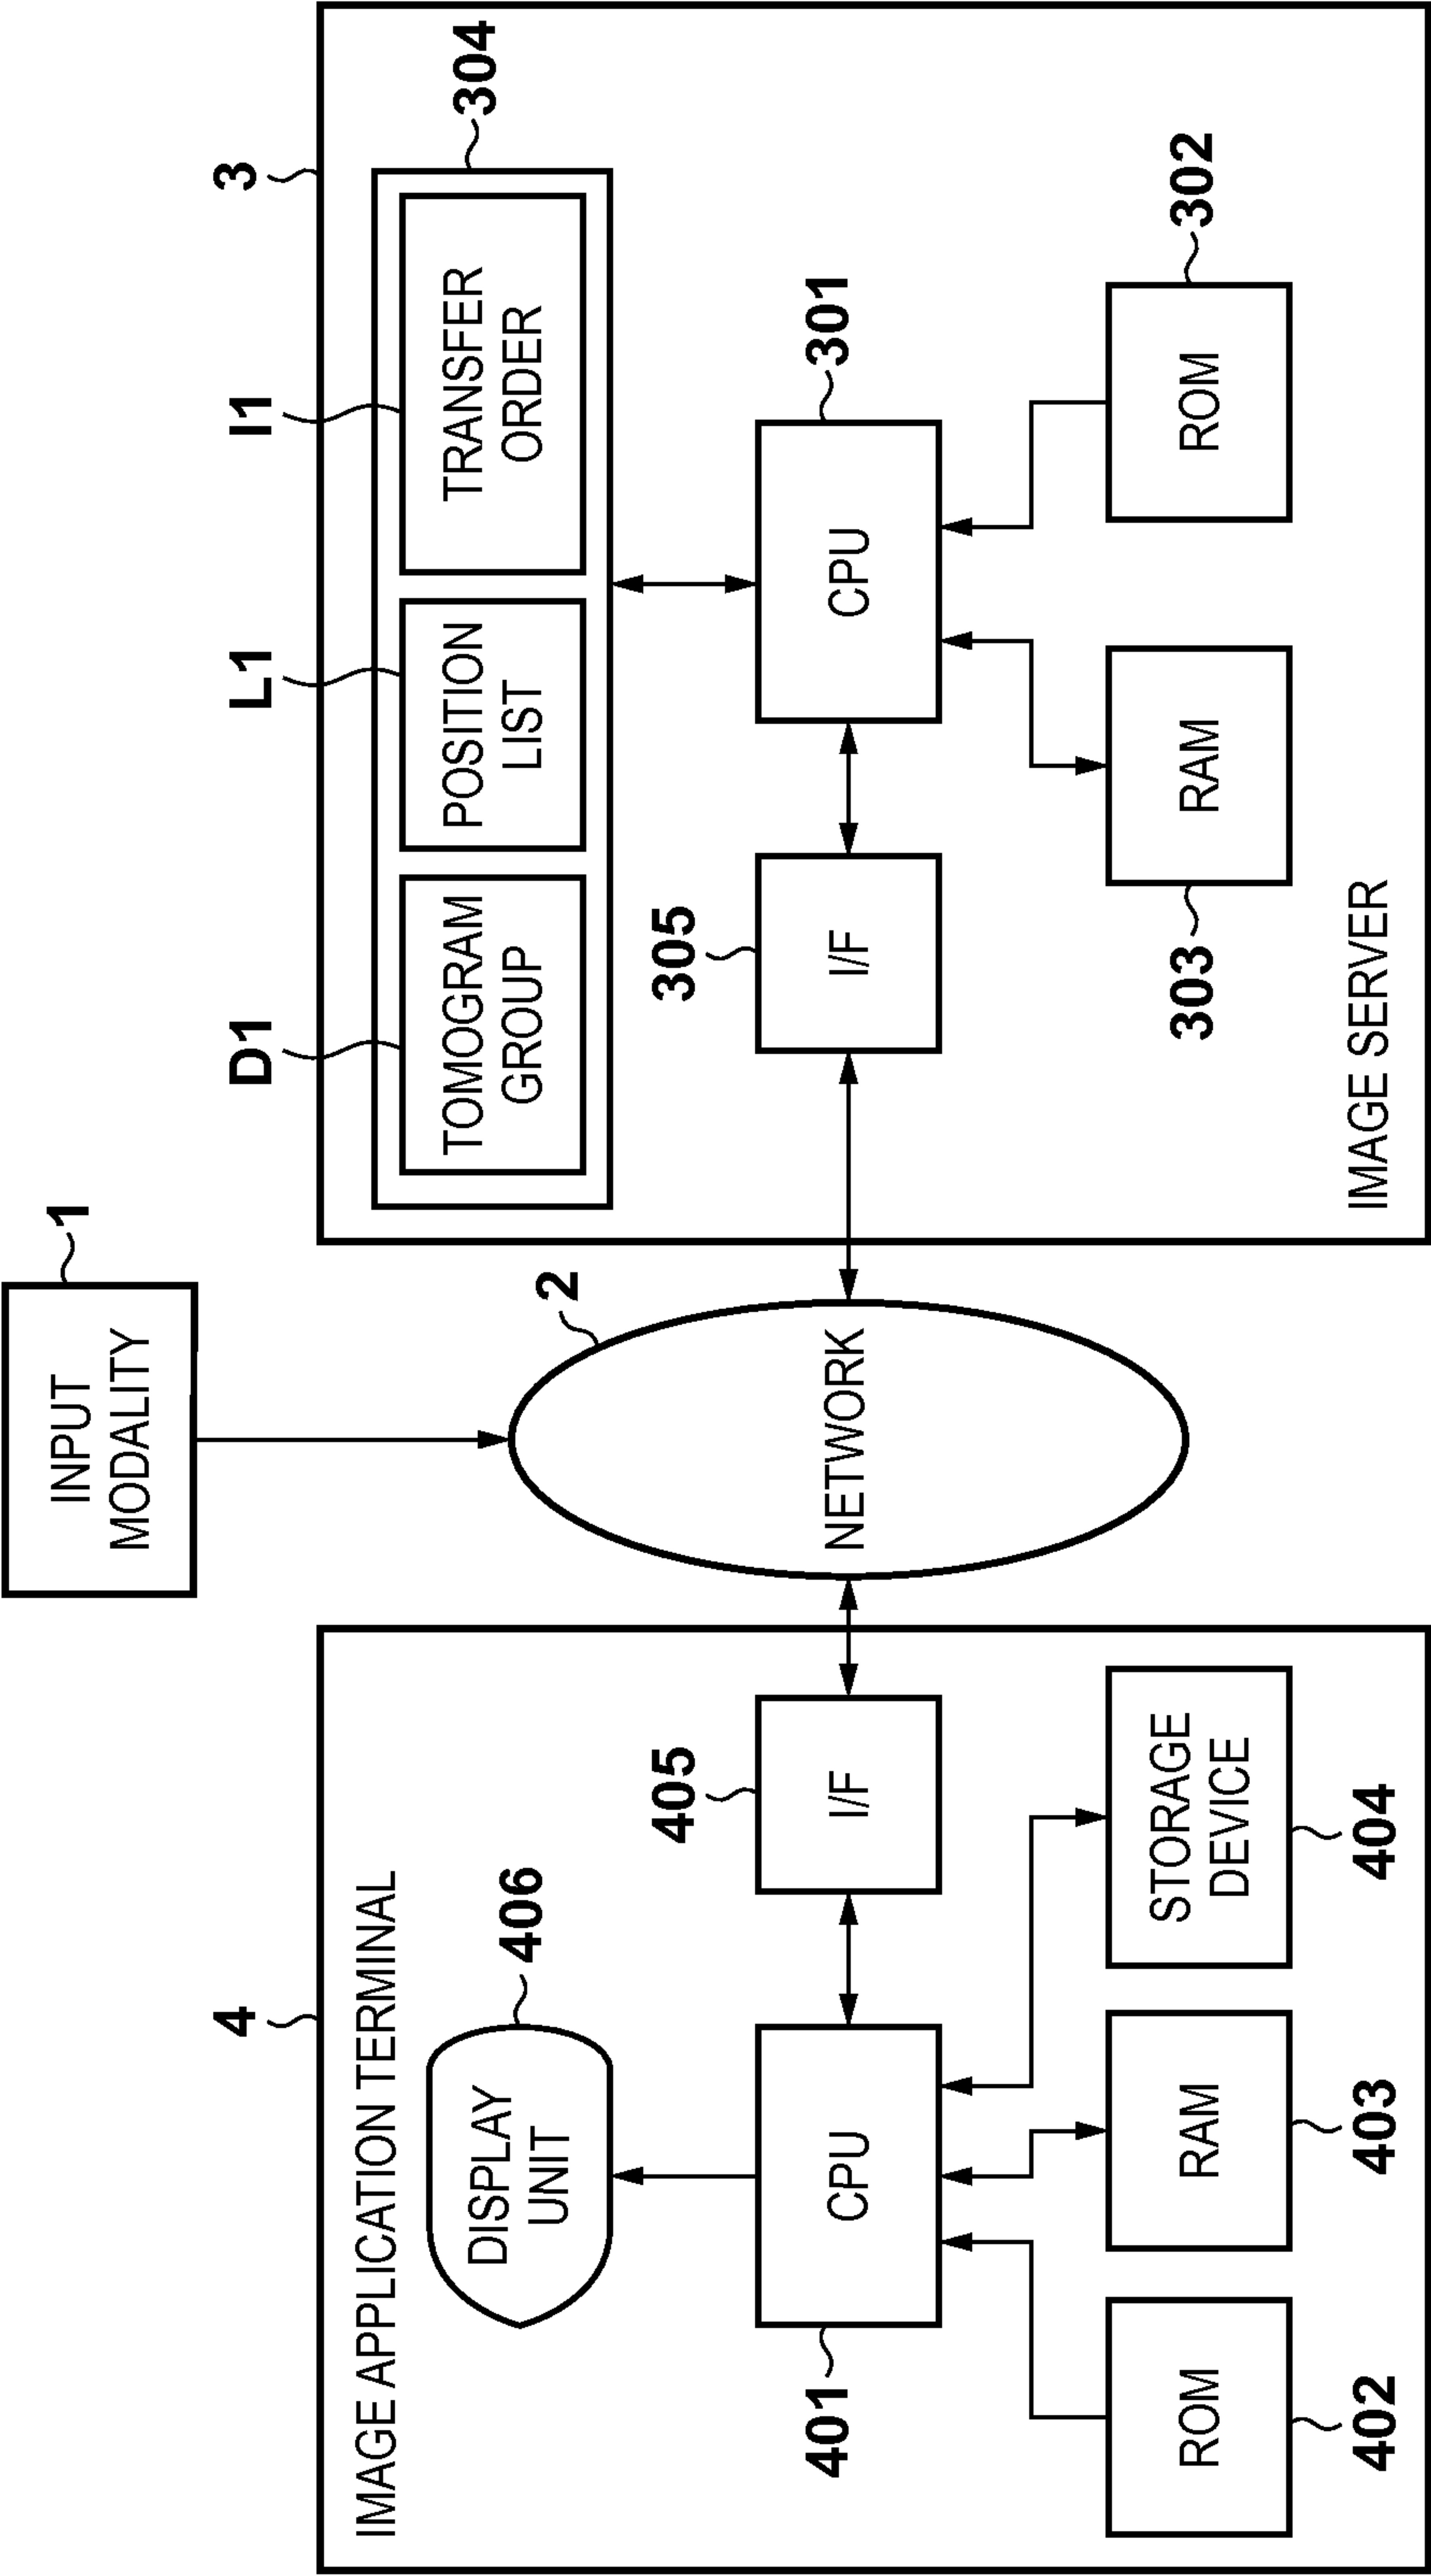 1
INPUT
MODALITY
4
IMAGE APPLICATION TERMINAL
DISPLAY
UNIT
406
401
CPU
405
I/F
ROM
402
RAM
403
STORAGE
DEVICE
404
2
NETWORK
3
D1
L1
I1
TOMOGRAM
GROUP
POSITION
LIST
TRANSFER
ORDER
304
305
I/F
301
CPU
303
RAM
302
ROM
IMAGE SERVER